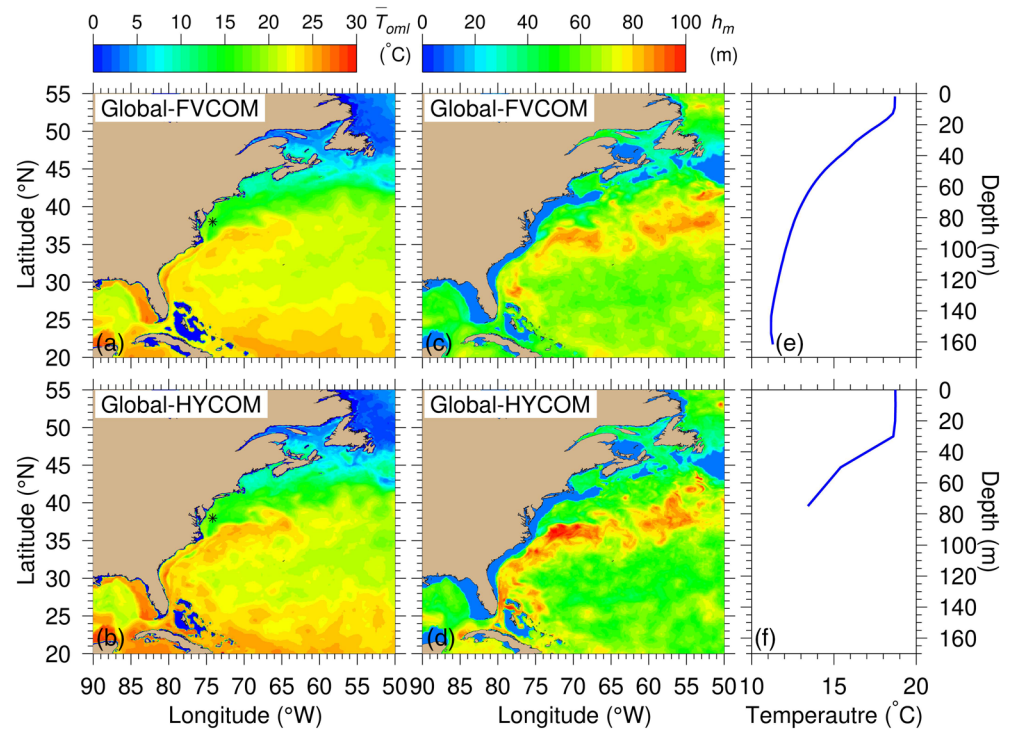 0 5 10 15 20 25 30 T̅oml (°C)
0 20 40 60 80 100 hm (m)
Global-FVCOM
55
50
45
40
35
30
25
20
Latitude (°N)
(a)
Global-FVCOM
(c)
(e)
0
20
40
60
80
100
120
140
160
Depth (m)
Global-HYCOM
55
50
45
40
35
30
25
20
Latitude (°N)
(b)
90 85 80 75 70 65 60 55 50
Longitude (°W)
Global-HYCOM
(d)
90 85 80 75 70 65 60 55 50
Longitude (°W)
(f)
0
20
40
60
80
100
120
140
160
Depth (m)
10 15 20
Temperautre (°C)